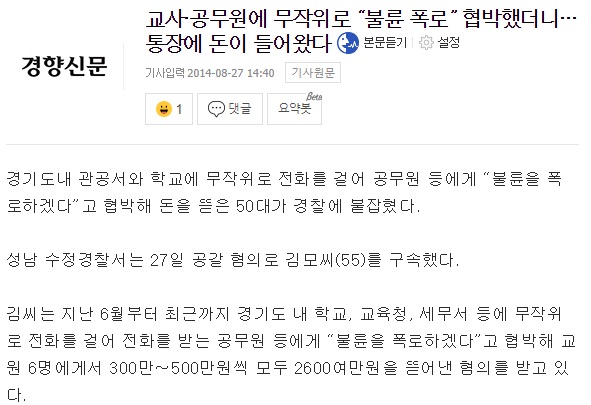 교사-공무원에 무작위로 “불륜 폭로” 협박했더니…
통장에 돈이 들어왔다 본문듣기 설정
경향신문
기사입력 2014-08-27 14:40 기사원문
1 댓글 요약봇 Beta
경기도내 관공서와 학교에 무작위로 전화를 걸어 공무원 등에게 “불륜을 폭
로하겠다”고 협박해 돈을 뜯은 50대가 경찰에 붙잡혔다.
성남 수정경찰서는 27일 공갈 혐의로 김모씨(55)를 구속했다.
김씨는 지난 6월부터 최근까지 경기도 내 학교, 교육청, 세무서 등에 무작위
로 전화를 걸어 전화를 받는 공무원 등에게 “불륜을 폭로하겠다”고 협박해 교
원 6명에게서 300만～500만원씩 모두 2600여만원을 뜯어낸 혐의를 받고 있
다.